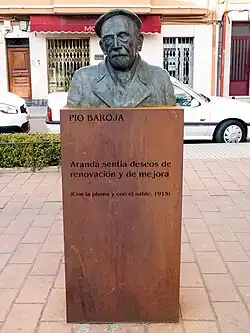 PIO BAROJA
Aranda sentía deseos de
renovación y de mejora
(Con la pluma y con el sable, 1915)